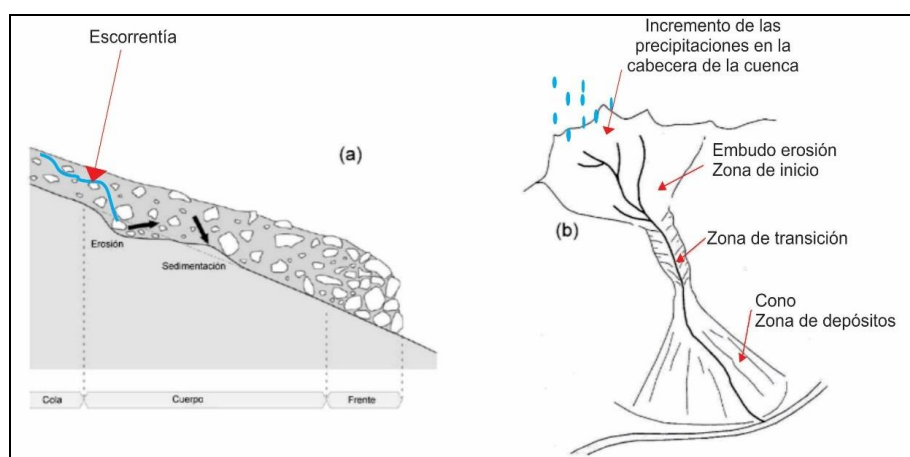 Escorrentía
(a)
Erosión
Sedimentación
Cola
Cuerpo
Frente
Incremento de las
precipitaciones en la
cabecera de la cuenca
Embudo erosión
Zona de inicio
(b)
Zona de transición
Cono
Zona de depósitos